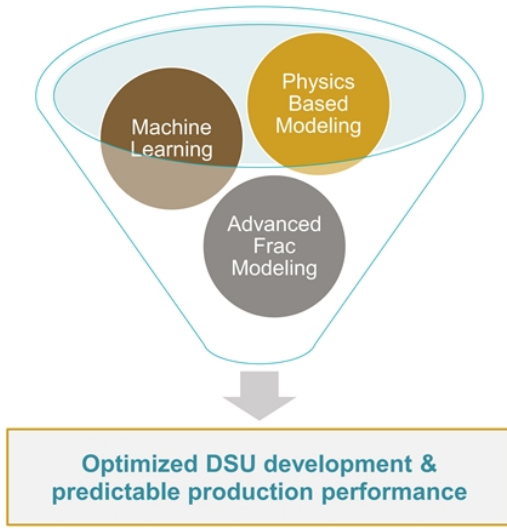 Physics
Based
Modeling
Machine
Learning
Advanced
Frac
Modeling
Optimized DSU development &
predictable production performance